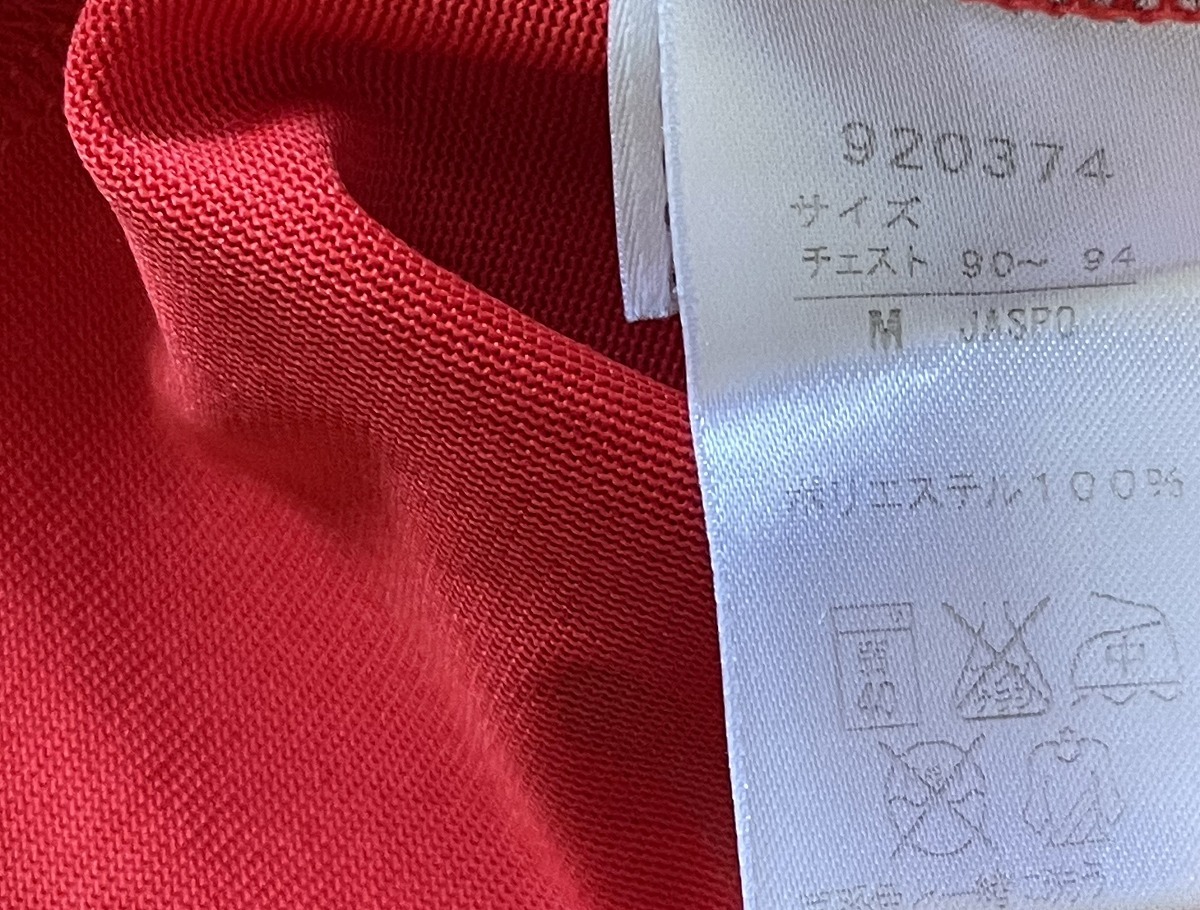 920374
サイズ
チェスト 90〜 94
M JASPO
ポリエステル100%
中